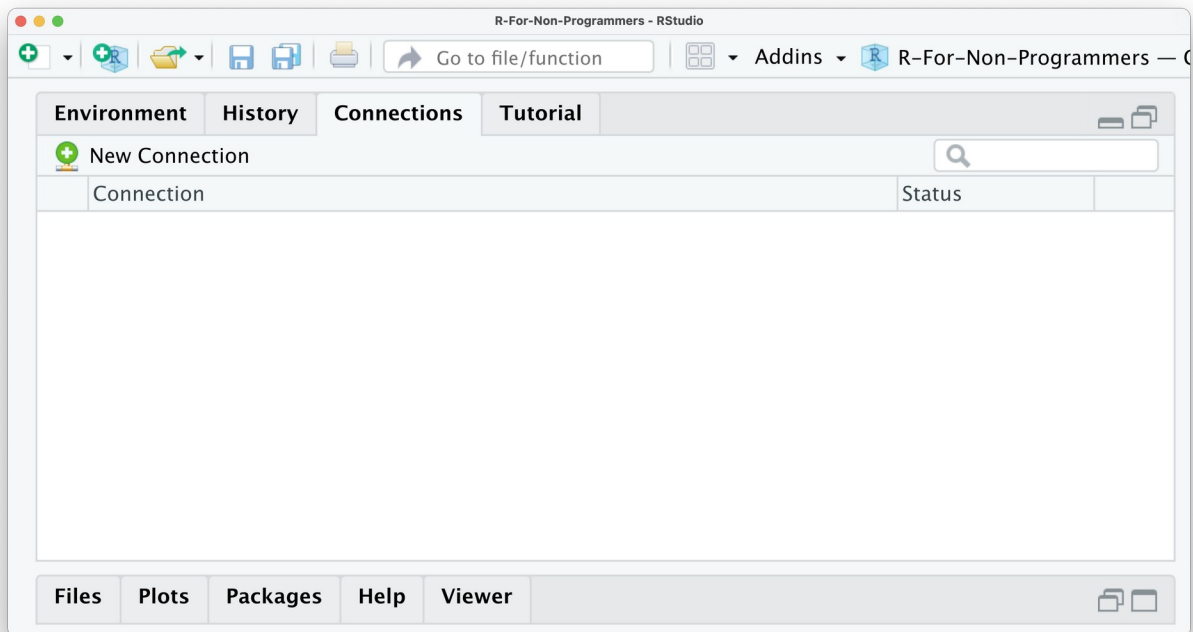 R-For-Non-Programmers - RStudio
Go to file/function Addins R R-For-Non-Programmers —
Environment History Connections Tutorial
New Connection
Connection Status
Files Plots Packages Help Viewer